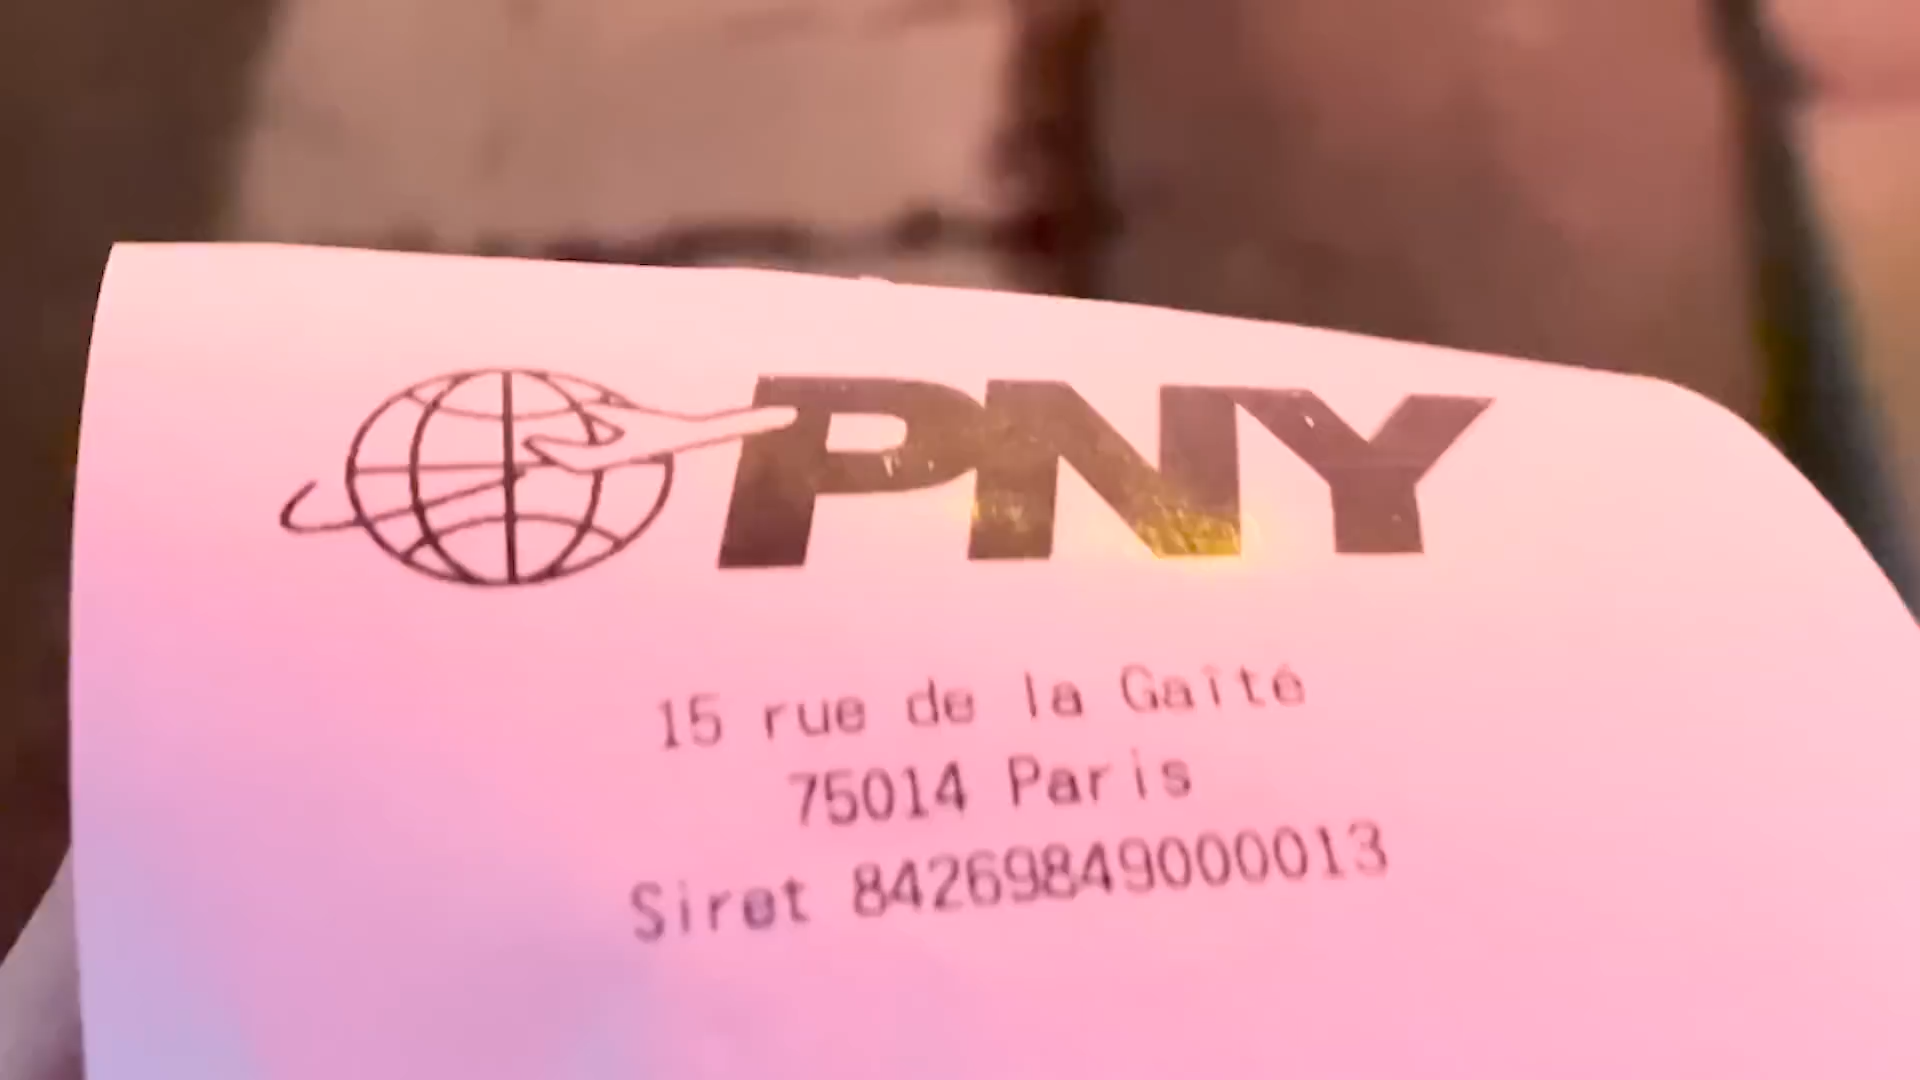 PNY
15 rue de la Gaîté
75014 Paris
Siret 84269849000013